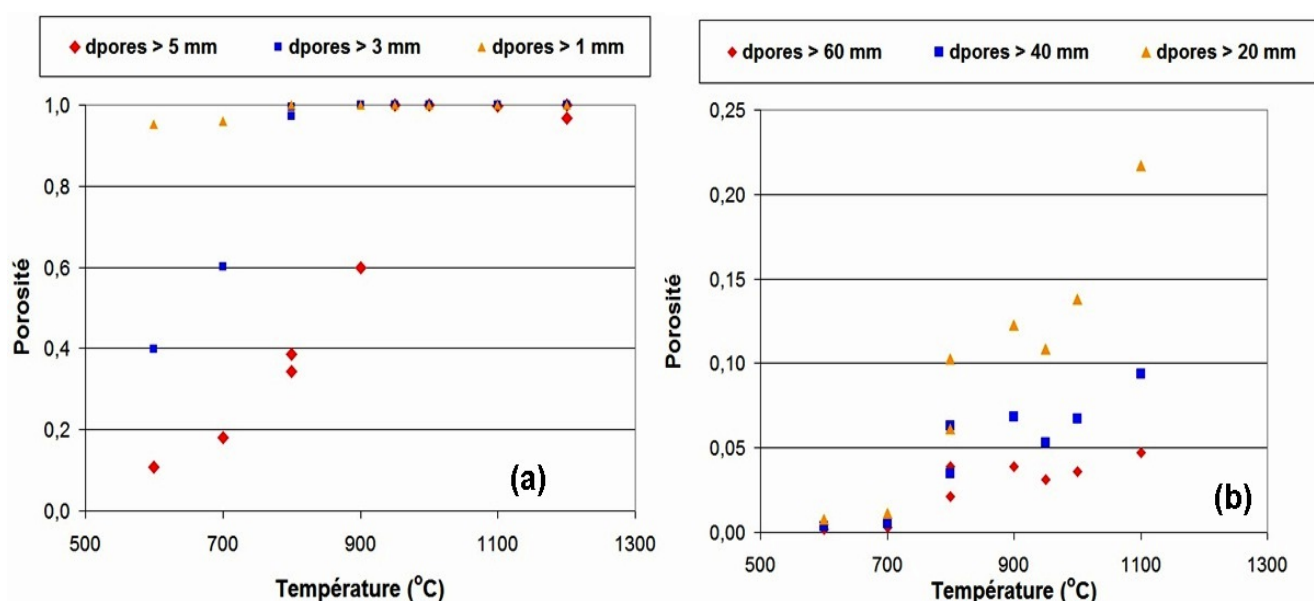 dpores > 5 mm dpores > 3 mm dpores > 1 mm
1,0
0,8
0,6
0,4
0,2
0,0
Porosité
500 700 900 1100 1300
Température (°C)
(a)
dpores > 60 mm dpores > 40 mm dpores > 20 mm
0,25
0,20
0,15
0,10
0,05
0,00
Porosité
500 700 900 1100 1300
Température (°C)
(b)